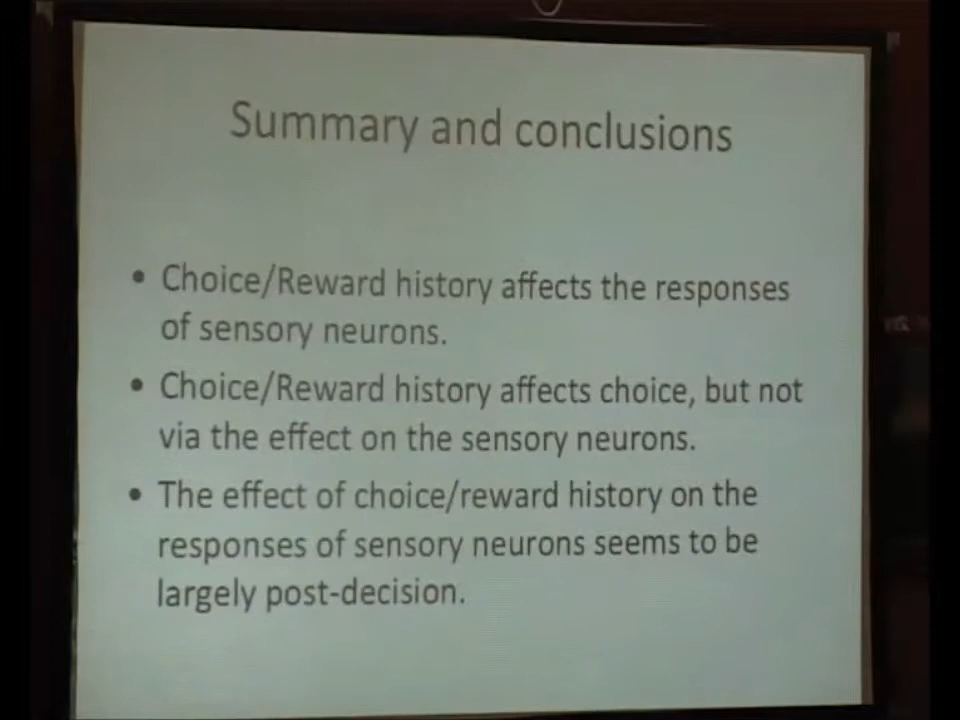 Summary and conclusions
• Choice/Reward history affects the responses
of sensory neurons.
• Choice/Reward history affects choice, but not
via the effect on the sensory neurons.
• The effect of choice/reward history on the
responses of sensory neurons seems to be
largely post-decision.